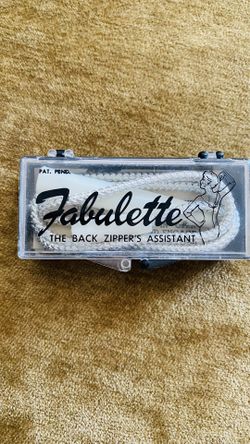 PAT. PEND.
Fabulette
THE BACK ZIPPER'S ASSISTANT